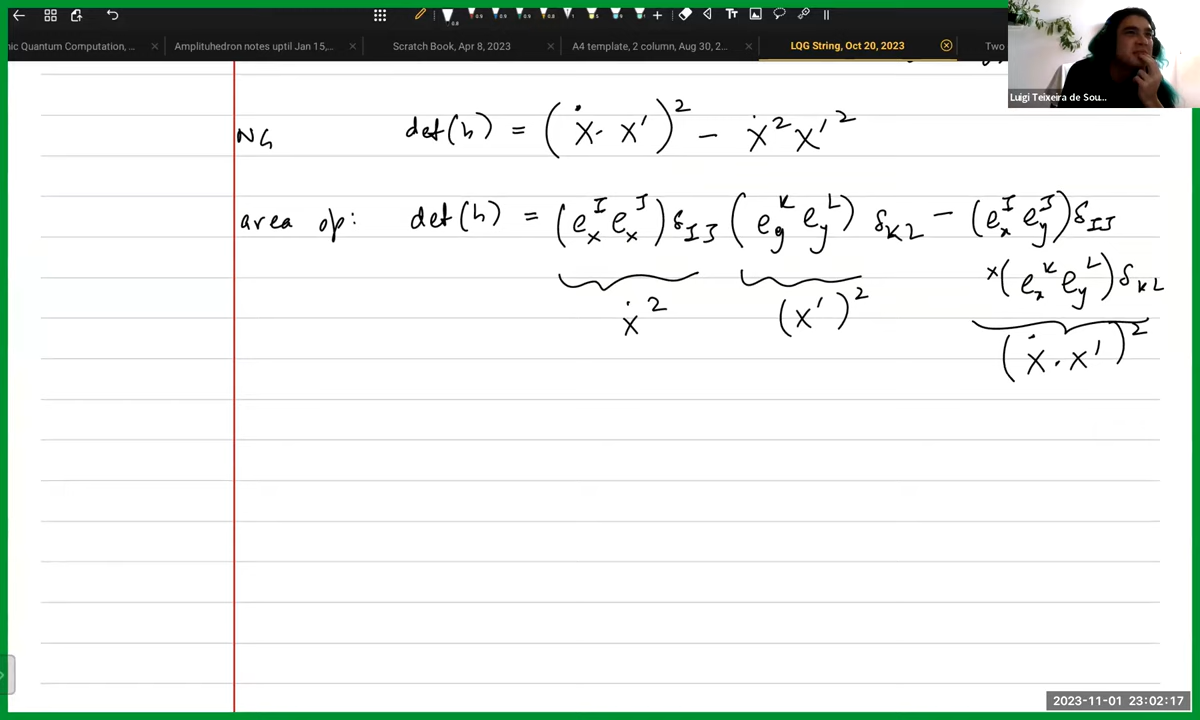 nic Quantum Computation, ... Amplituhedron notes uptil Jan 15,... Scratch Book, Apr 8, 2023 A4 template, 2 column, Aug 30, 2... LQG String, Oct 20, 2023 Two
Luigi Teixeira de Sou...
NG det(h) = (ẋ · x′)² − ẋ² x′²
area op: det(h) = (e_x^I e_x^J) δ_IJ (e_y^K e_y^L) δ_KL − (e_x^I e_y^J) δ_IJ
×(e_x^K e_y^L) δ_KL
ẋ² (x′)² (ẋ · x′)²
2023-11-01 23:02:17